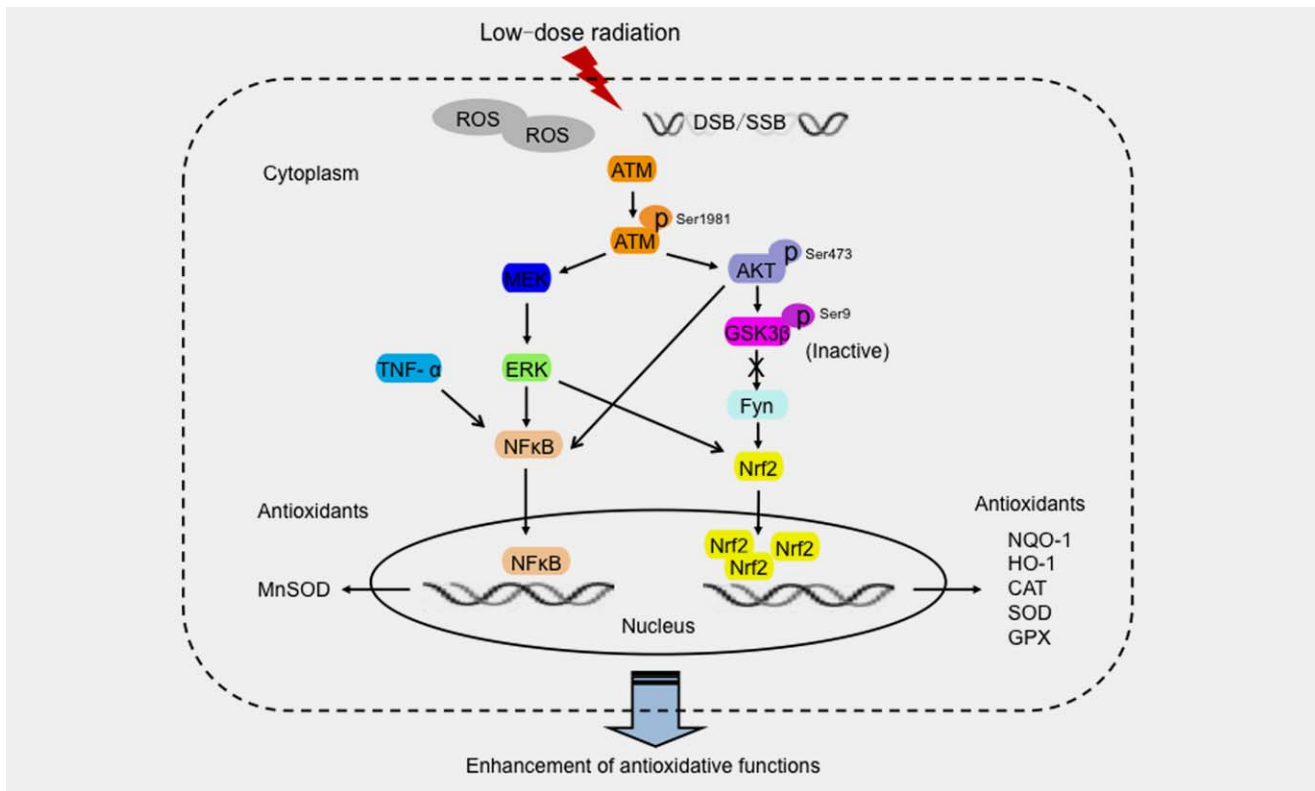 Low-dose radiation
ROS
ROS
DSB/SSB
Cytoplasm
ATM
p
Ser1981
ATM
p
Ser473
AKT
MEK
p
Ser9
GSK3β
(Inactive)
TNF- α
ERK
X
Fyn
NFκB
Nrf2
Antioxidants
Antioxidants
NFκB
Nrf2
Nrf2
Nrf2
MnSOD
Nucleus
NQO-1
HO-1
CAT
SOD
GPX
Enhancement of antioxidative functions